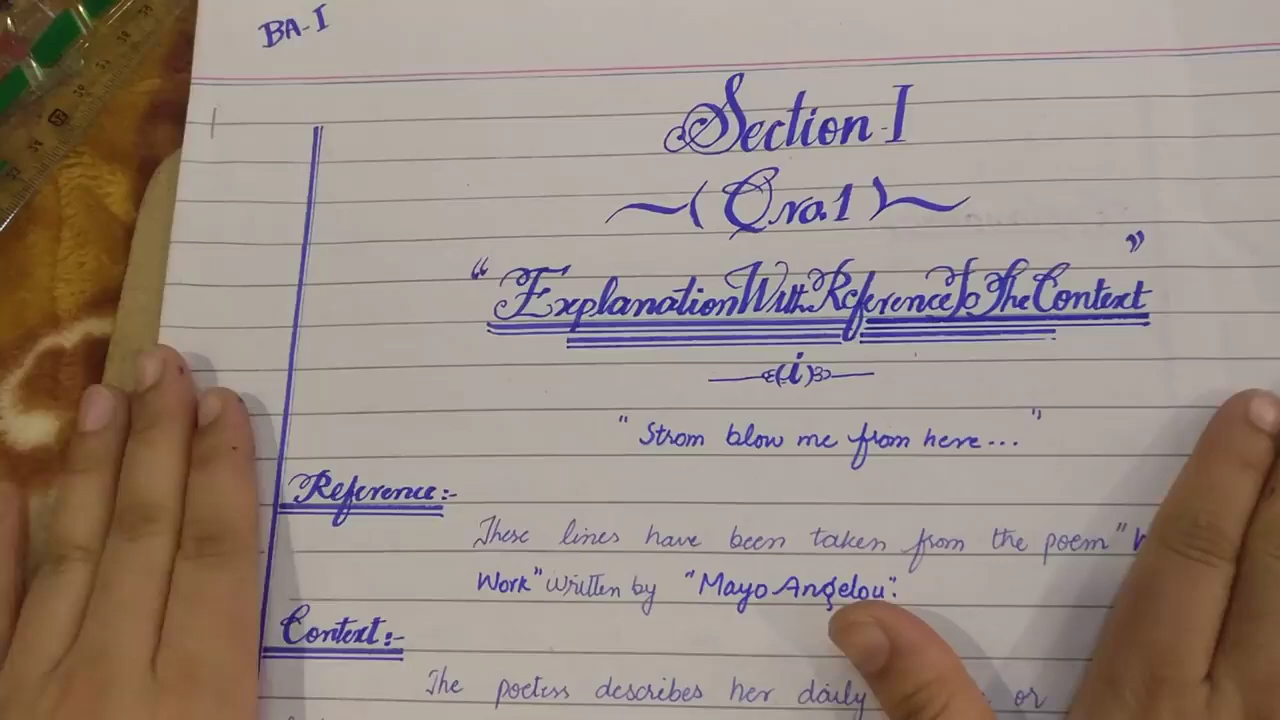 BA-I
Section-I
(Q no.1)
"Explanation With Reference To The Context"
(i)
"Strom blow me from here..."
Reference:-
These lines have been taken from the poem "
Work" written by "Mayo Angelou".
Context:-
The poetess describes her daily or